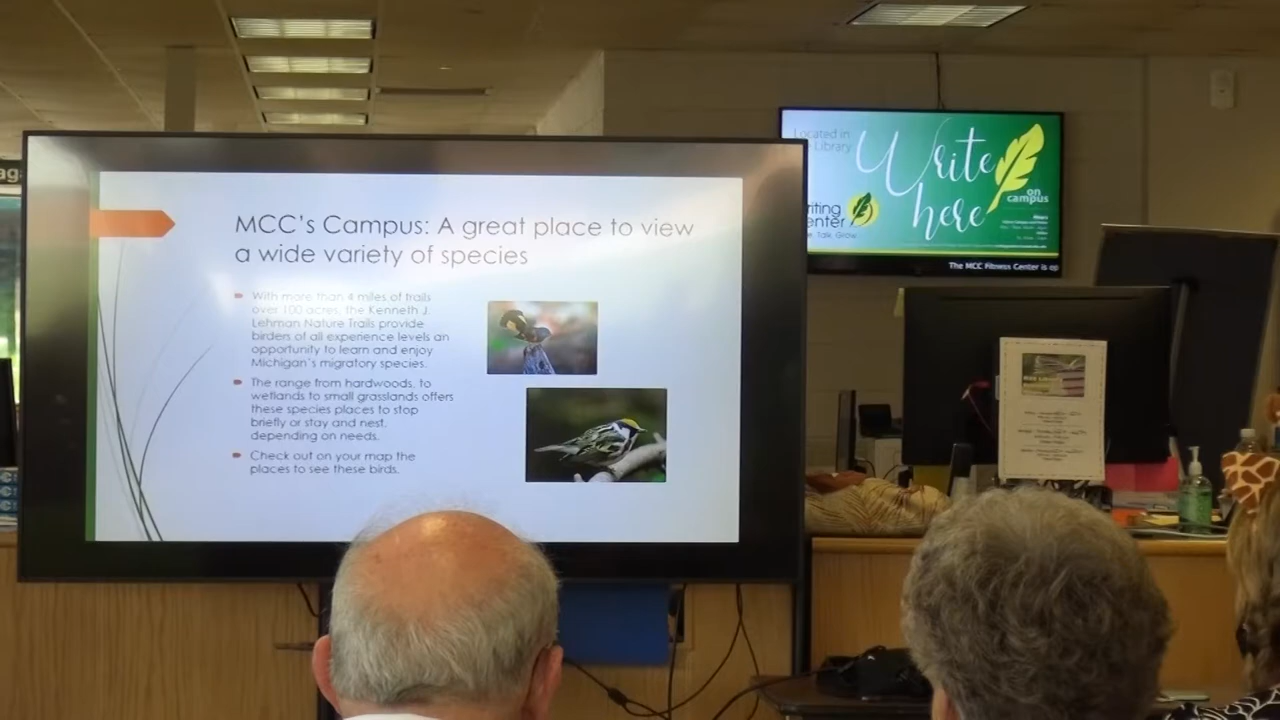 MCC's Campus: A great place to view
a wide variety of species
With more than 4 miles of trails
over 100 acres, the Kenneth J.
Lehman Nature Trails provide
birders of all experience levels an
opportunity to learn and enjoy
Michigan's migratory species.
The range from hardwoods, to
wetlands to small grasslands offers
these species places to stop
briefly or stay and nest,
depending on needs.
Check out on your map the
places to see these birds.
Located in
Library
Write
here
on
campus
riting
enter
Talk. Grow.
The MCC Fitness Center is op